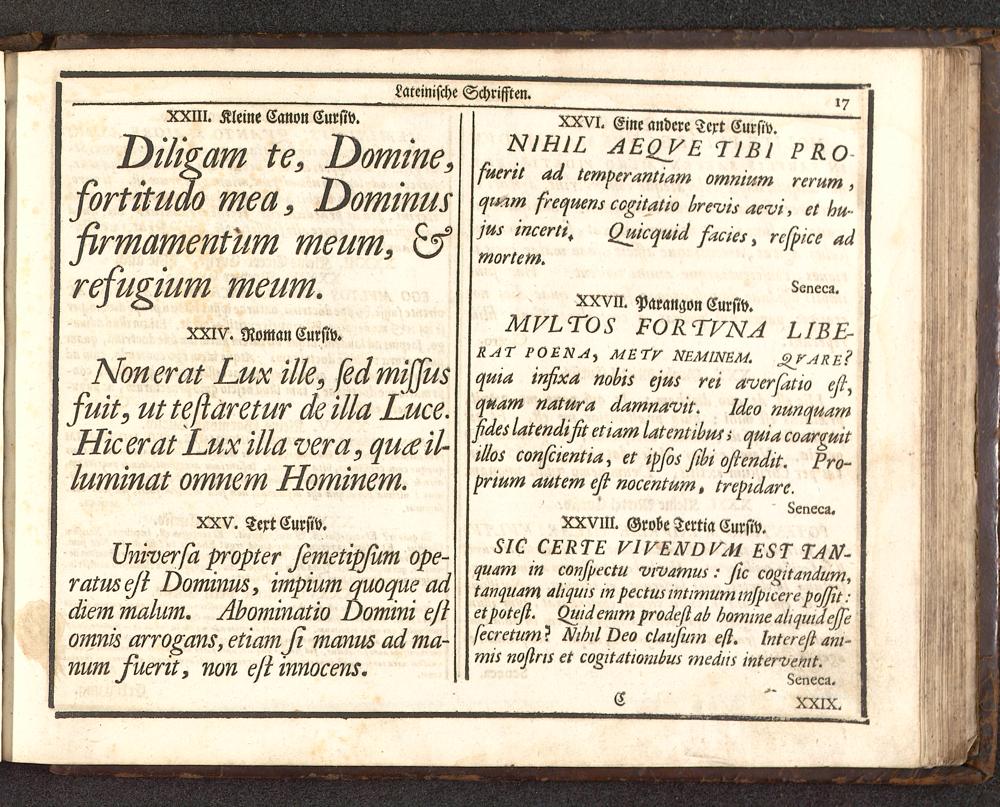 Lateinische Schrifften.
17
XXIII. Kleine Canon Cursiv.
Diligam te, Domine,
fortitudo mea, Dominus
firmamentum meum, &
refugium meum.
XXIV. Roman Cursiv.
Non erat Lux ille, ſed miſſus
fuit, ut teſtaretur de illa Luce.
Hic erat Lux illa vera, quæ il-
luminat omnem Hominem.
XXV. Text Cursiv.
Univerſa propter ſemetipſum ope-
ratus eſt Dominus, impium quoque ad
diem malum. Abominatio Domini eſt
omnis arrogans, etiam ſi manus ad ma-
num fuerit, non eſt innocens.
XXVI. Eine andere Text Cursiv.
NIHIL AEQVE TIBI PRO-
fuerit ad temperantiam omnium rerum,
quam frequens cogitatio brevis aevi, et hu-
jus incerti. Quicquid facies, reſpice ad
mortem.
Seneca.
XXVII. Parangon Cursiv.
MVLTOS FORTVNA LIBE-
RAT POENA, METV NEMINEM. QVARE?
quia infixa nobis ejus rei averſatio eſt,
quam natura damnavit. Ideo nunquam
fides latendi fit etiam latentibus; quia coarguit
illos conſcientia, et ipſos ſibi oſtendit. Pro-
prium autem eſt nocentum, trepidare.
Seneca.
XXVIII. Grobe Tertia Cursiv.
SIC CERTE VIVENDVM EST TAN-
quam in conſpectu vivamus: ſic cogitandum,
tanquam aliquis in pectus intimum inſpicere poſſit:
et poteſt. Quid enim prodeſt ab homine aliquid eſſe
ſecretum? Nihil Deo clauſum eſt. Intereſt ani-
mis noſtris et cogitationibus mediis intervenit.
Seneca.
C
XXIX.